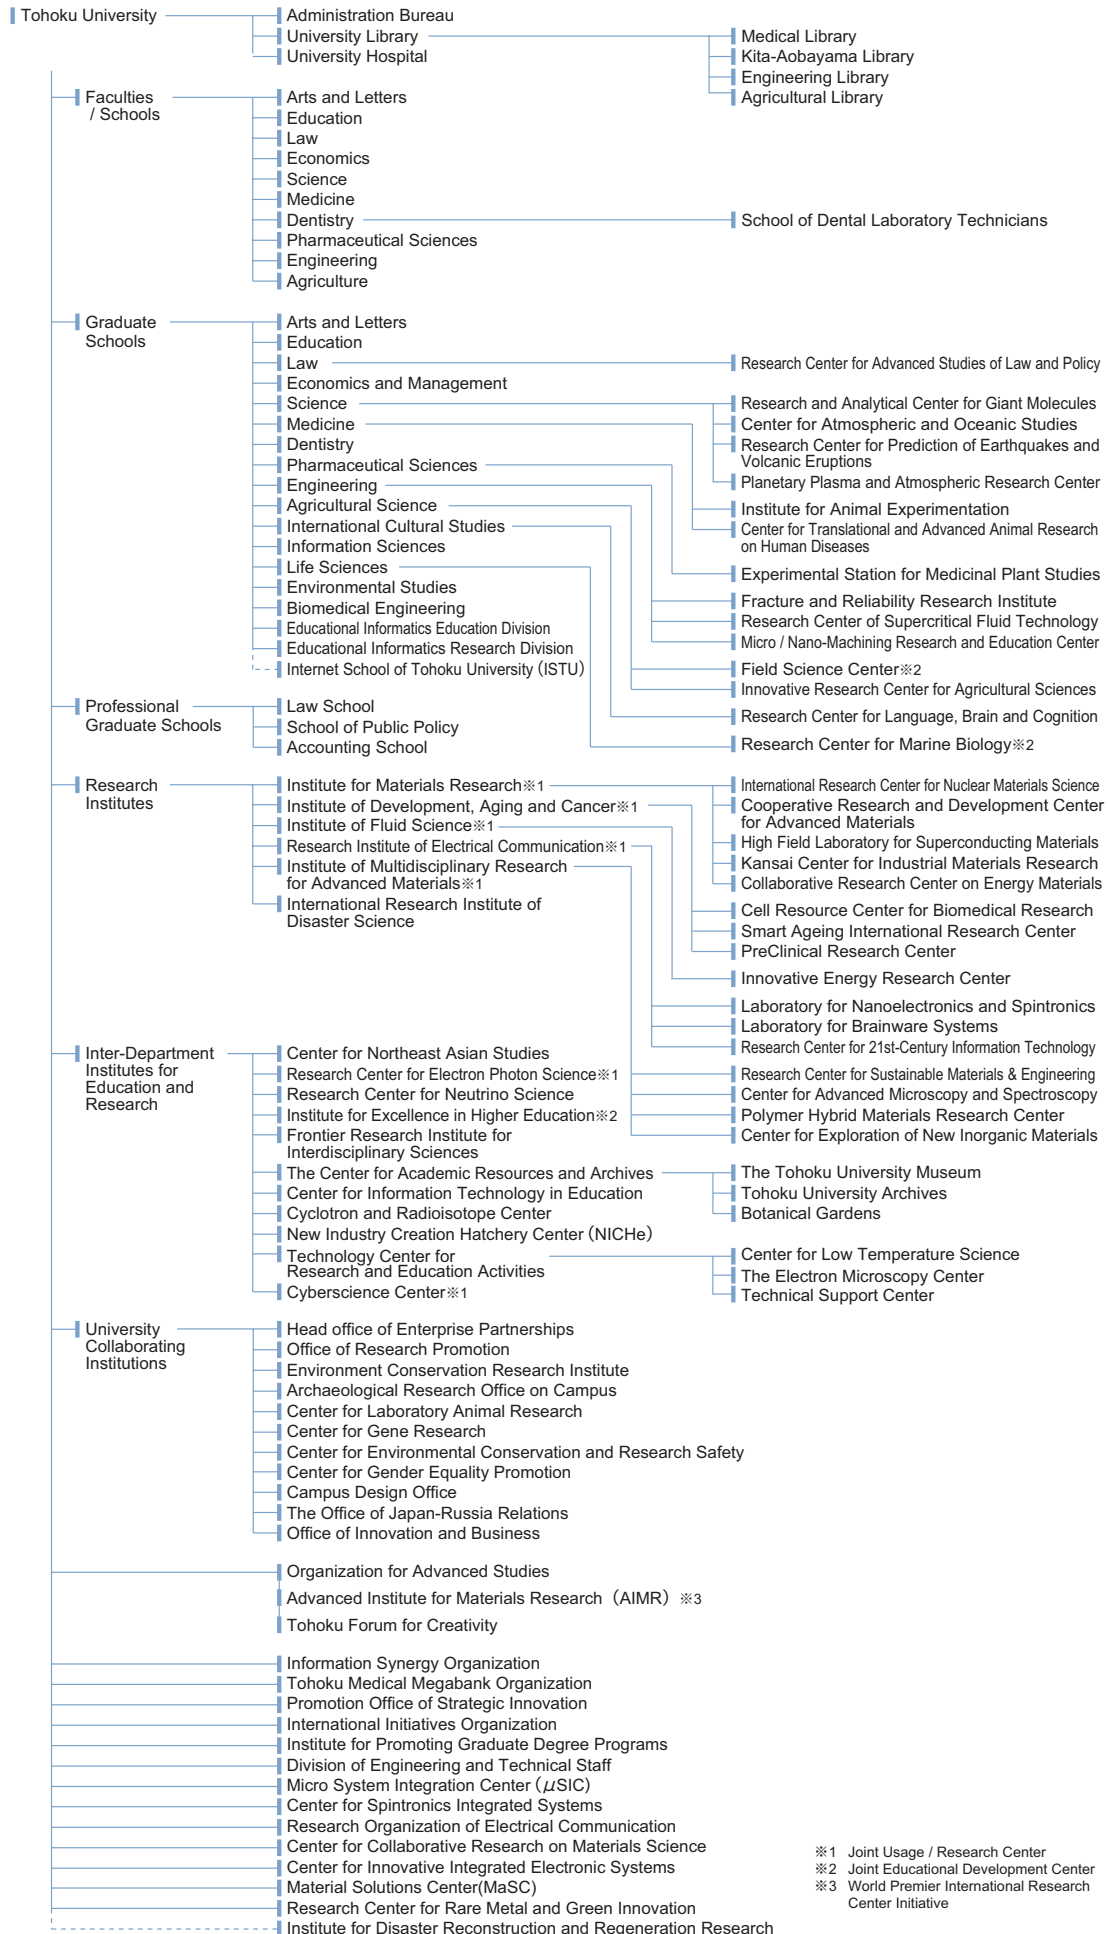 Tohoku University
Administration Bureau
University Library
University Hospital
Medical Library
Kita-Aobayama Library
Engineering Library
Agricultural Library
Faculties
/ Schools
Arts and Letters
Education
Law
Economics
Science
Medicine
Dentistry
Pharmaceutical Sciences
Engineering
Agriculture
School of Dental Laboratory Technicians
Graduate
Schools
Arts and Letters
Education
Law
Economics and Management
Science
Medicine
Dentistry
Pharmaceutical Sciences
Engineering
Agricultural Science
International Cultural Studies
Information Sciences
Life Sciences
Environmental Studies
Biomedical Engineering
Educational Informatics Education Division
Educational Informatics Research Division
Internet School of Tohoku University (ISTU)
Research Center for Advanced Studies of Law and Policy
Research and Analytical Center for Giant Molecules
Center for Atmospheric and Oceanic Studies
Research Center for Prediction of Earthquakes and
Volcanic Eruptions
Planetary Plasma and Atmospheric Research Center
Institute for Animal Experimentation
Center for Translational and Advanced Animal Research
on Human Diseases
Experimental Station for Medicinal Plant Studies
Fracture and Reliability Research Institute
Research Center of Supercritical Fluid Technology
Micro / Nano-Machining Research and Education Center
Field Science Center※2
Innovative Research Center for Agricultural Sciences
Research Center for Language, Brain and Cognition
Research Center for Marine Biology※2
Professional
Graduate Schools
Law School
School of Public Policy
Accounting School
Research
Institutes
Institute for Materials Research※1
Institute of Development, Aging and Cancer※1
Institute of Fluid Science※1
Research Institute of Electrical Communication※1
Institute of Multidisciplinary Research
for Advanced Materials※1
International Research Institute of
Disaster Science
International Research Center for Nuclear Materials Science
Cooperative Research and Development Center
for Advanced Materials
High Field Laboratory for Superconducting Materials
Kansai Center for Industrial Materials Research
Collaborative Research Center on Energy Materials
Cell Resource Center for Biomedical Research
Smart Ageing International Research Center
PreClinical Research Center
Innovative Energy Research Center
Laboratory for Nanoelectronics and Spintronics
Laboratory for Brainware Systems
Research Center for 21st-Century Information Technology
Research Center for Sustainable Materials & Engineering
Center for Advanced Microscopy and Spectroscopy
Polymer Hybrid Materials Research Center
Center for Exploration of New Inorganic Materials
Inter-Department
Institutes for
Education and
Research
Center for Northeast Asian Studies
Research Center for Electron Photon Science※1
Research Center for Neutrino Science
Institute for Excellence in Higher Education※2
Frontier Research Institute for
Interdisciplinary Sciences
The Center for Academic Resources and Archives
Center for Information Technology in Education
Cyclotron and Radioisotope Center
New Industry Creation Hatchery Center (NICHe)
Technology Center for
Research and Education Activities
Cyberscience Center※1
The Tohoku University Museum
Tohoku University Archives
Botanical Gardens
Center for Low Temperature Science
The Electron Microscopy Center
Technical Support Center
University
Collaborating
Institutions
Head office of Enterprise Partnerships
Office of Research Promotion
Environment Conservation Research Institute
Archaeological Research Office on Campus
Center for Laboratory Animal Research
Center for Gene Research
Center for Environmental Conservation and Research Safety
Center for Gender Equality Promotion
Campus Design Office
The Office of Japan-Russia Relations
Office of Innovation and Business
Organization for Advanced Studies
Advanced Institute for Materials Research (AIMR) ※3
Tohoku Forum for Creativity
Information Synergy Organization
Tohoku Medical Megabank Organization
Promotion Office of Strategic Innovation
International Initiatives Organization
Institute for Promoting Graduate Degree Programs
Division of Engineering and Technical Staff
Micro System Integration Center (μSIC)
Center for Spintronics Integrated Systems
Research Organization of Electrical Communication
Center for Collaborative Research on Materials Science
Center for Innovative Integrated Electronic Systems
Material Solutions Center(MaSC)
Research Center for Rare Metal and Green Innovation
Institute for Disaster Reconstruction and Regeneration Research
※1 Joint Usage / Research Center
※2 Joint Educational Development Center
※3 World Premier International Research
Center Initiative